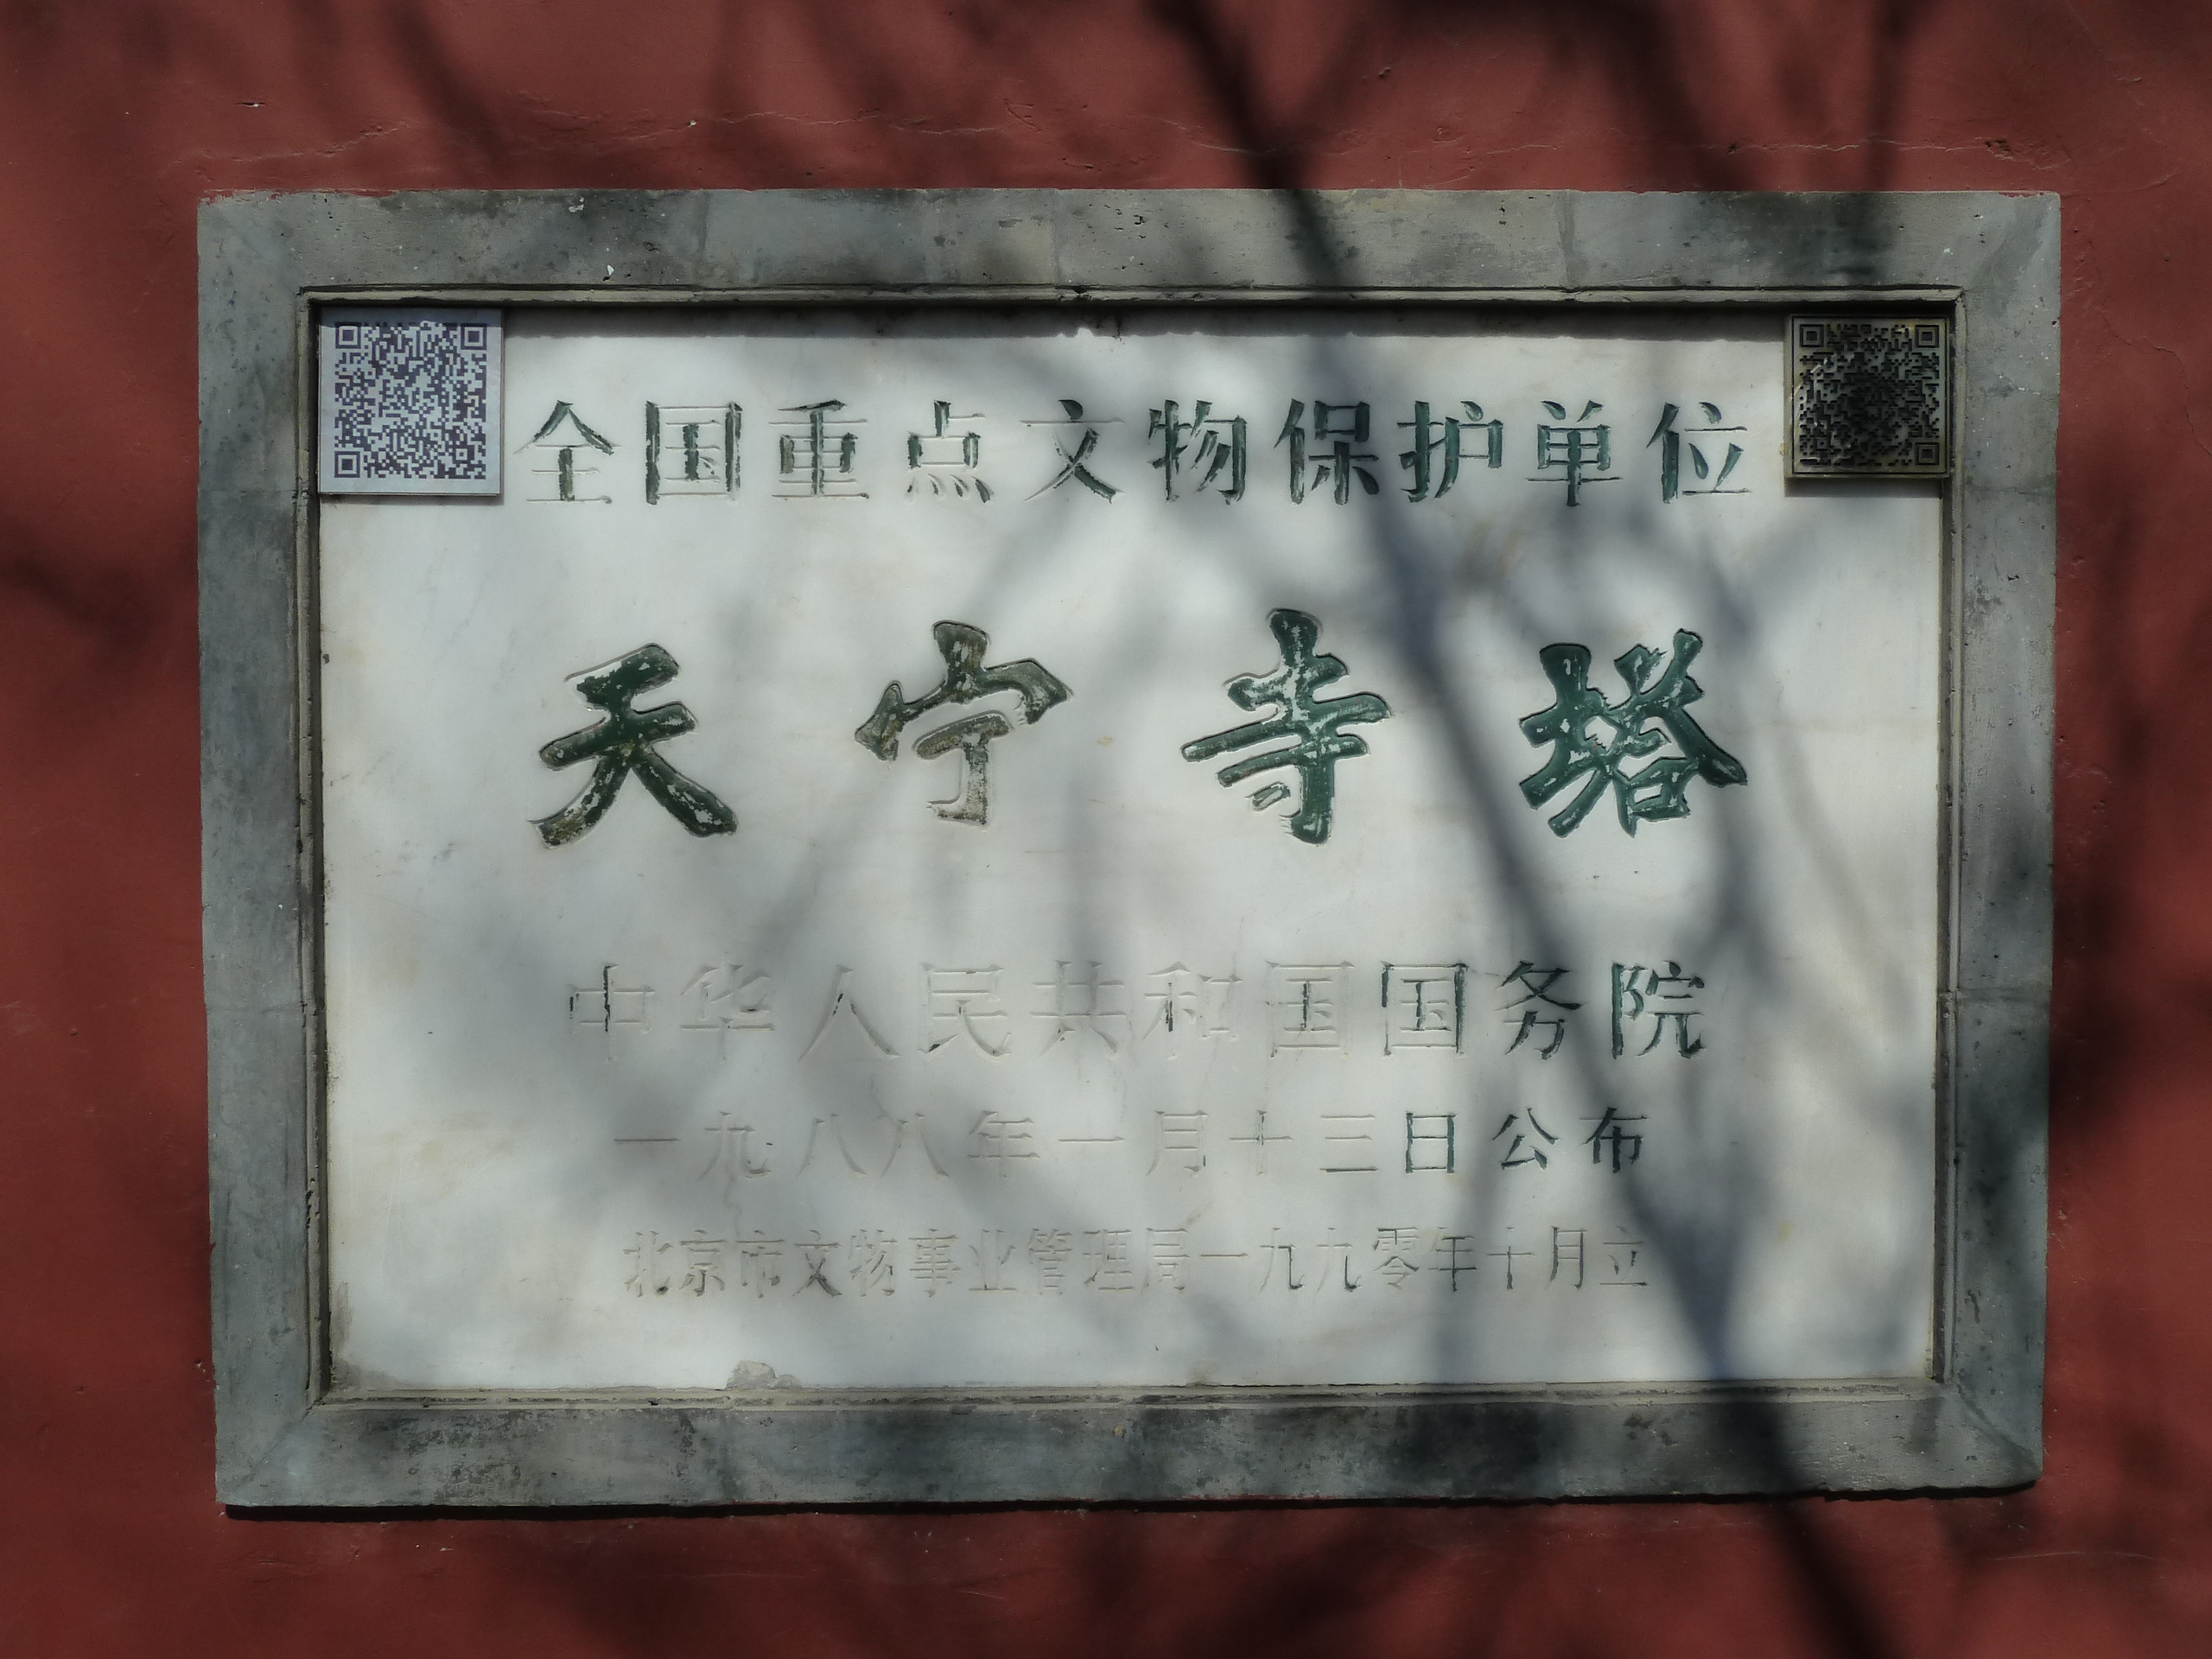 全国重点文物保护单位
天宁寺塔
中华人民共和国国务院
一九八八年一月十三日公布
北京市文物事业管理局一九九零年十月立